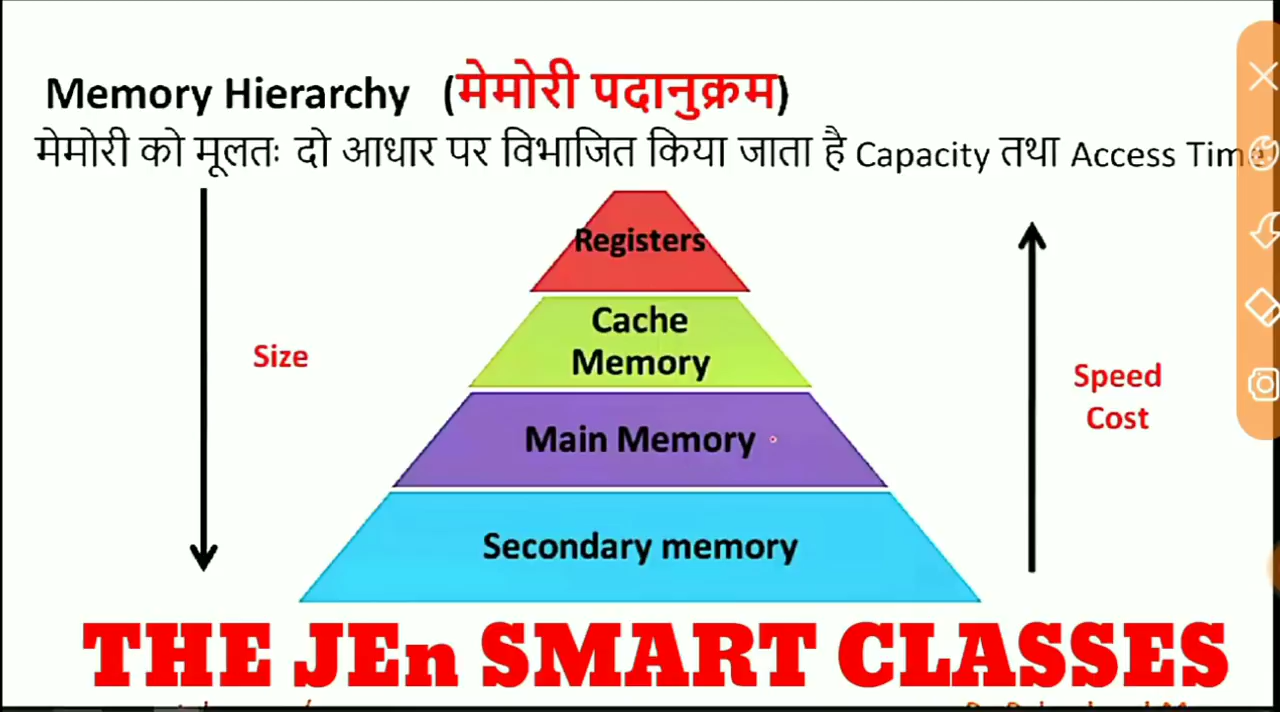 Memory Hierarchy (मेमोरी पदानुक्रम)
मेमोरी को मूलतः दो आधार पर विभाजित किया जाता है Capacity तथा Access Time
Registers
Cache
Memory
Size
Speed
Cost
Main Memory
Secondary memory
THE JEn SMART CLASSES